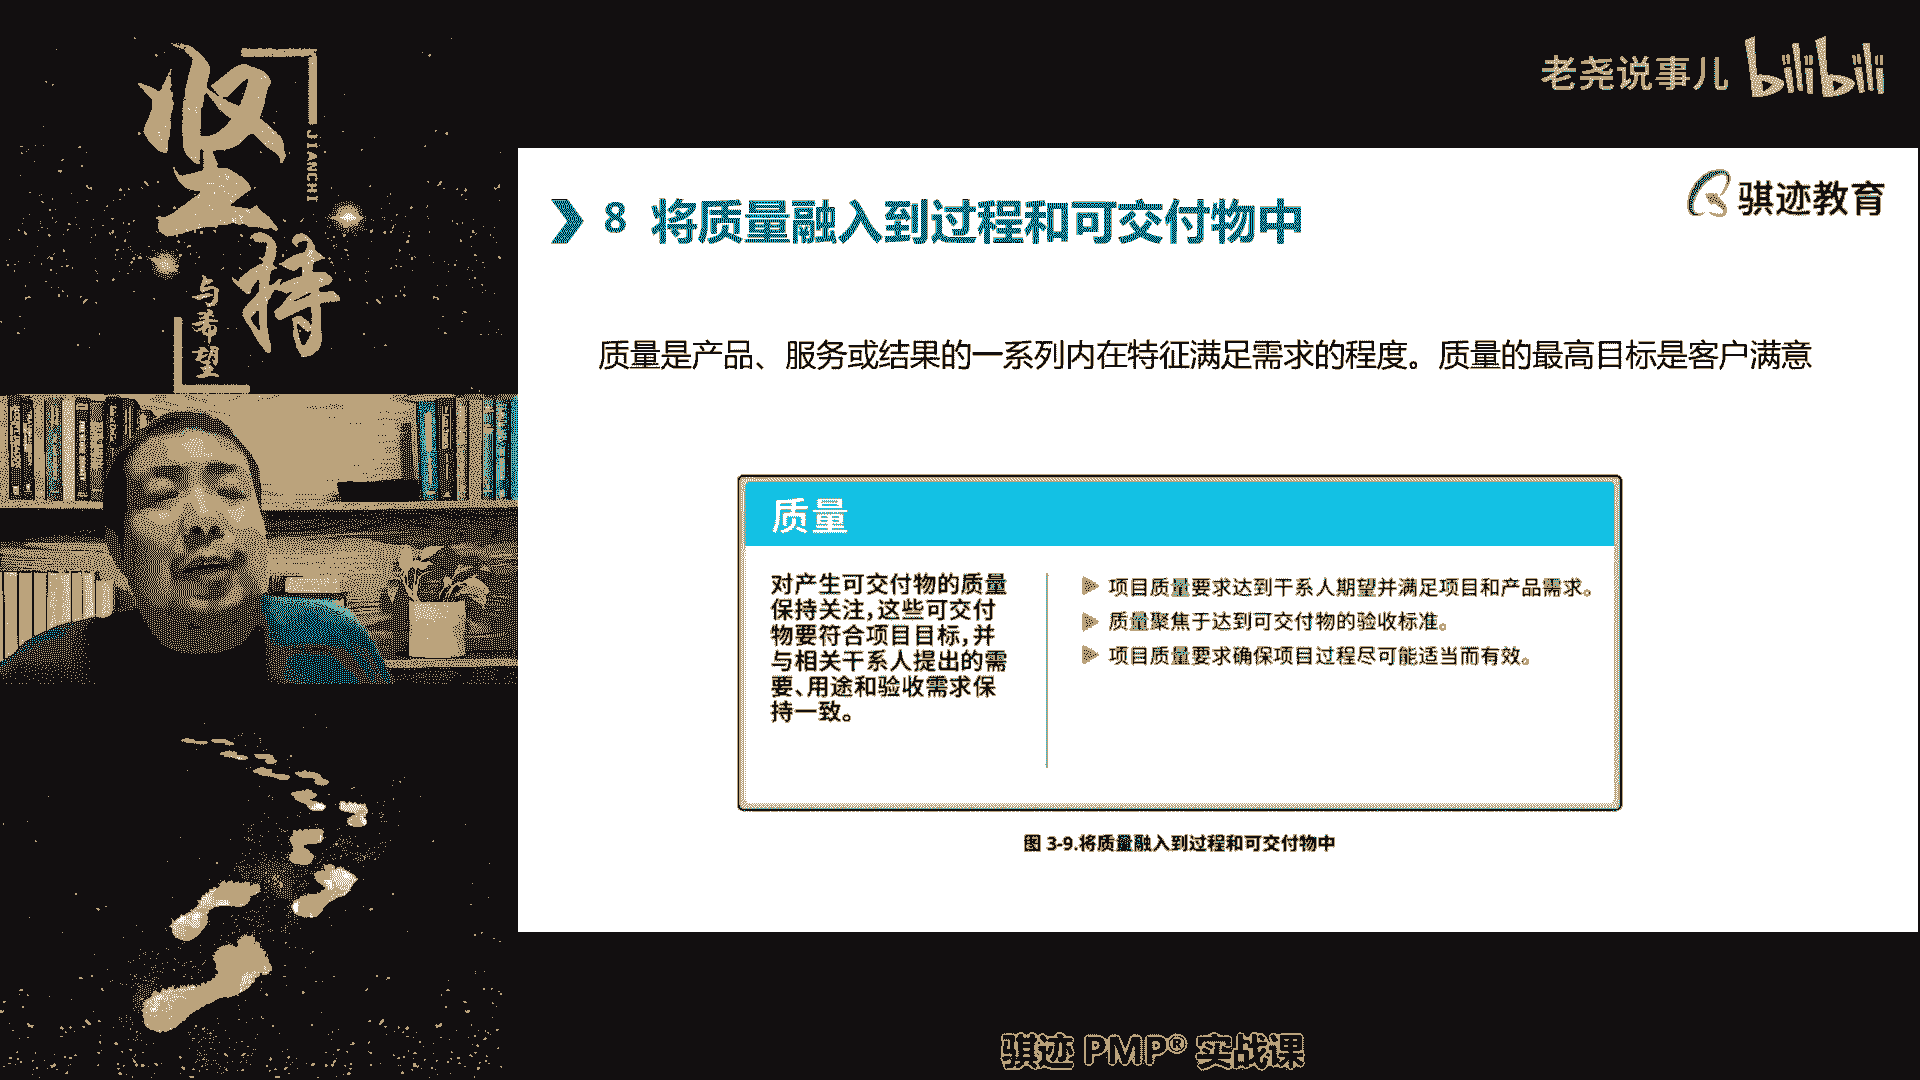 坚持
JIANCHI
与希望
老尧说事儿 bilibili
骐迹教育
8 将质量融入到过程和可交付物中
质量是产品、服务或结果的一系列内在特征满足需求的程度。质量的最高目标是客户满意
质量
对产生可交付物的质量
保持关注,这些可交付
物要符合项目目标,并
与相关干系人提出的需
要、用途和验收需求保
持一致。
项目质量要求达到干系人期望并满足项目和产品需求。
质量聚焦于达到可交付物的验收标准。
项目质量要求确保项目过程尽可能适当而有效。
图 3-9.将质量融入到过程和可交付物中
骐迹 PMP® 实战课